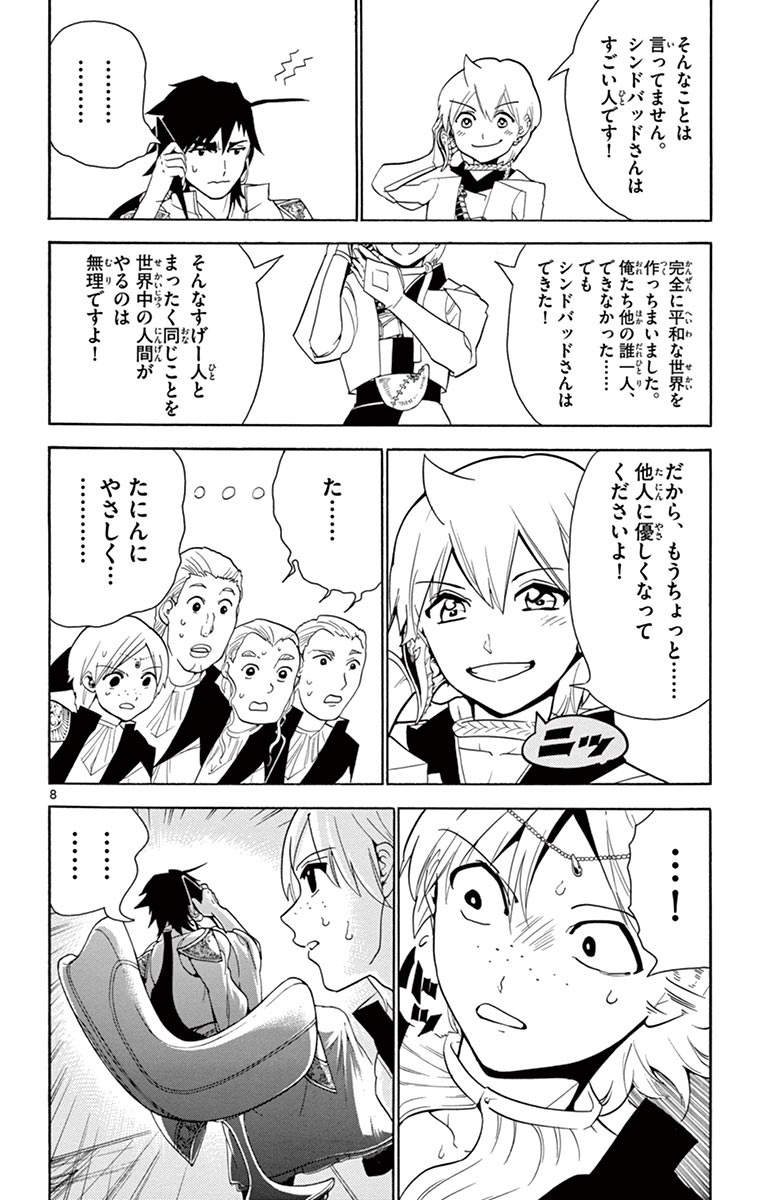 そんなことは
言ってません。
シンドバッドさんは
すごい人です!
………
完全に平和な世界を
作っちまいました。
俺たち他の誰一人、
できなかった……
でも
シンドバッドさんは
できた!
そんなすげー人と
まったく同じことを
世界中の人間が
やるのは
無理ですよ!
だから、もうちょっと……
他人に優しくなって
くださいよ!
ニッ
た……
たにんに
やさしく…
………
…!
ドッ
………
8